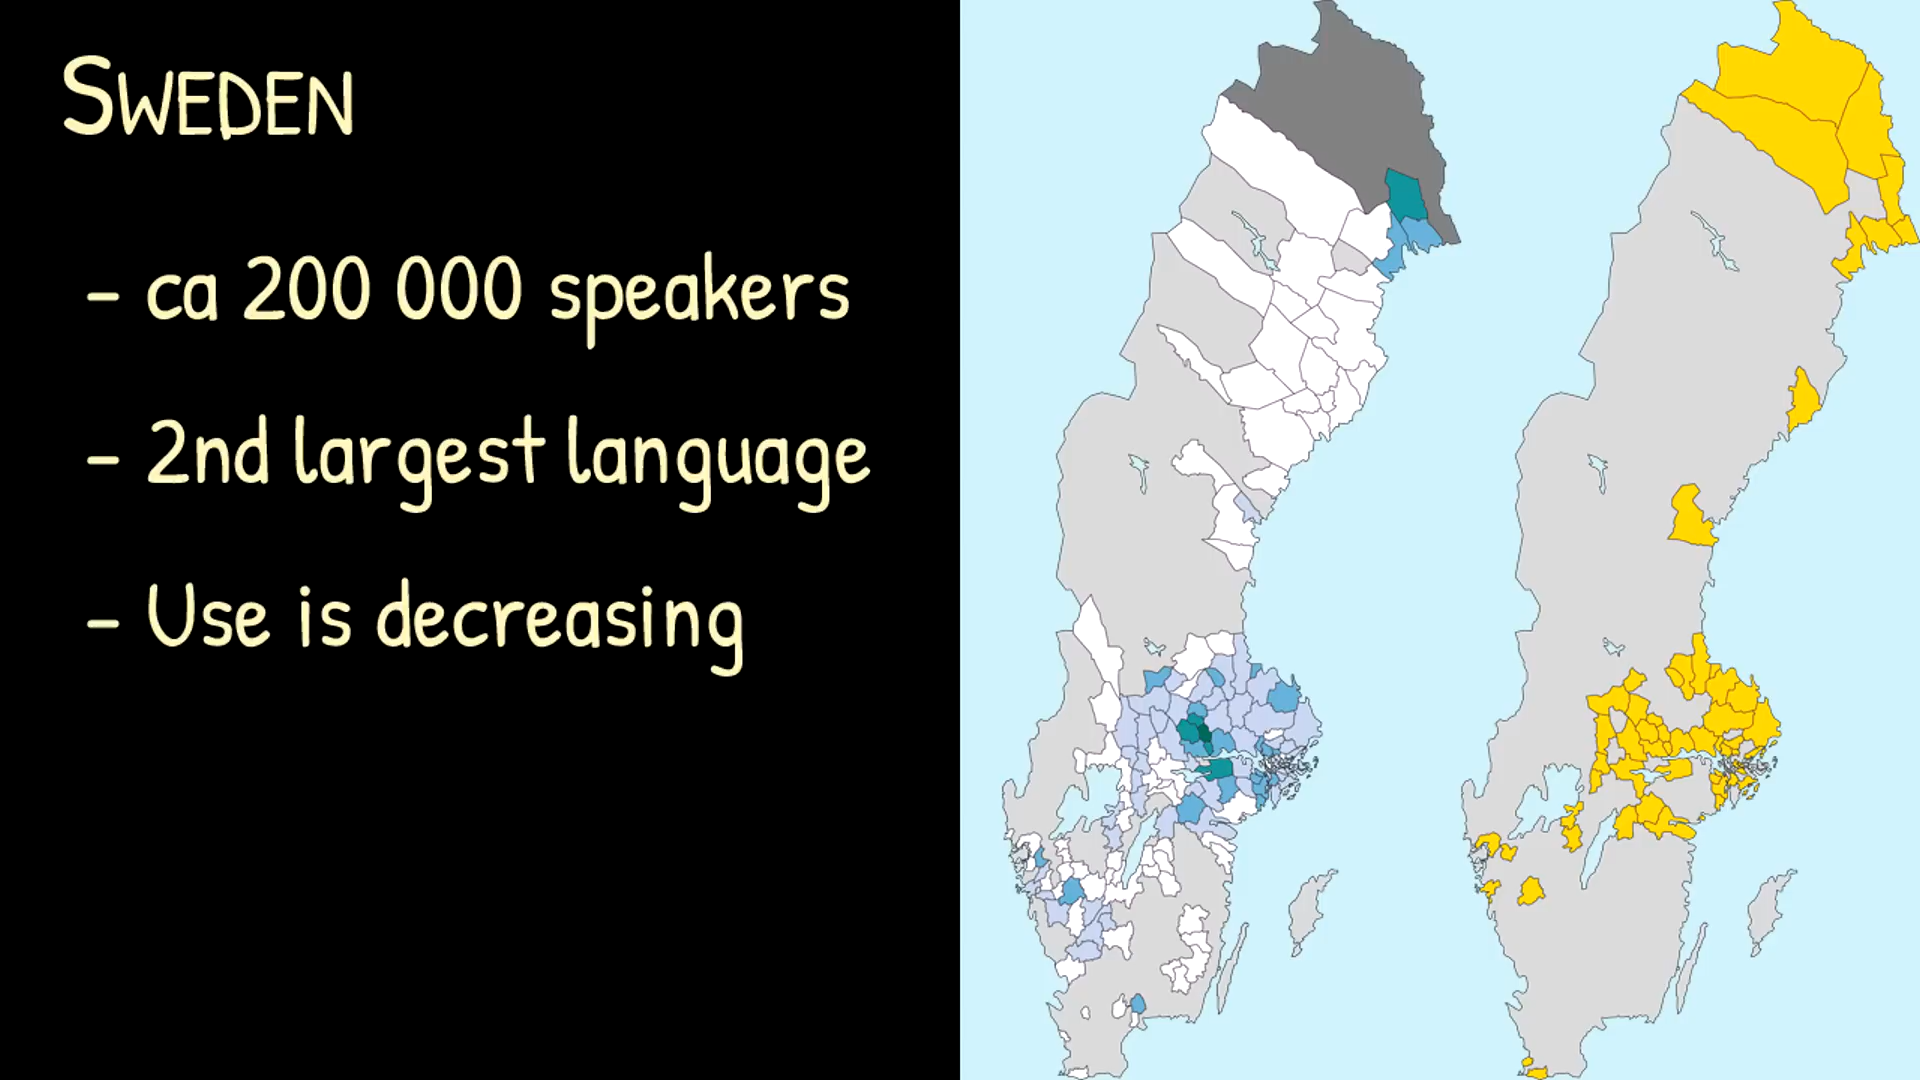 SWEDEN
- ca 200 000 speakers
- 2nd largest language
- Use is decreasing